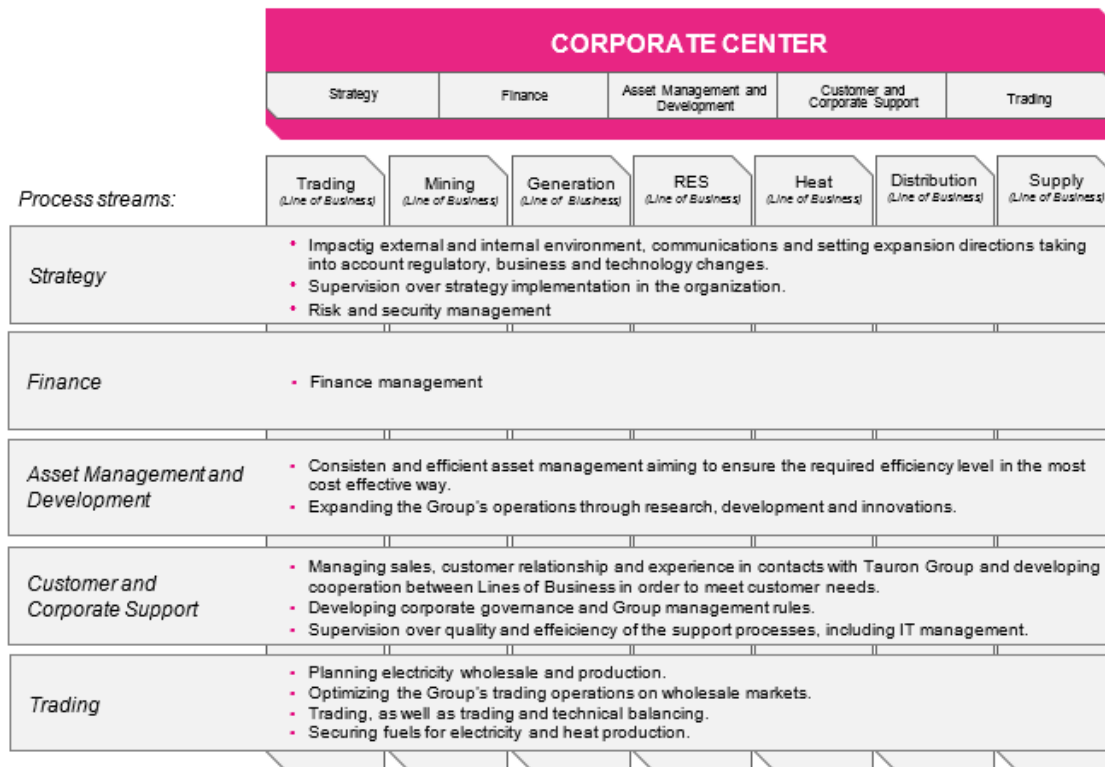 CORPORATE CENTER
Strategy
Finance
Asset Management and
Development
Customer and
Corporate Support
Trading
Process streams:
Trading
(Line of Business)
Mining
(Line of Business)
Generation
(Line of Blusiness)
RES
(Line of Business)
Heat
(Line of Business)
Distribution
(Line of Business)
Supply
(Line of Business)
Strategy
• Impactig external and internal environment, communications and setting expansion directions taking
into account regulatory, business and technology changes.
• Supervision over strategy implementation in the organization.
• Risk and security management
Finance
▪ Finance management
Asset Management and
Development
▪ Consisten and efficient asset management aiming to ensure the required efficiency level in the most
cost effective way.
▪ Expanding the Group's operations through research, development and innovations.
Customer and
Corporate Support
▪ Managing sales, customer relationship and experience in contacts with Tauron Group and developing
cooperation between Lines of Business in order to meet customer needs.
▪ Developing corporate governance and Group management rules.
▪ Supervision over quality and effeiciency of the support processes, including IT management.
Trading
▪ Planning electricity wholesale and production.
▪ Optimizing the Group's trading operations on wholesale markets.
▪ Trading, as well as trading and technical balancing.
▪ Securing fuels for electricity and heat production.